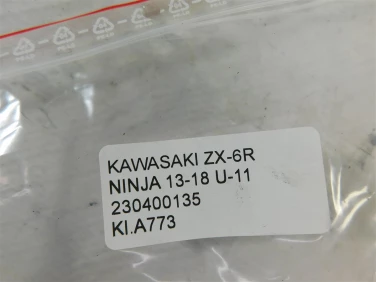 KAWASAKI ZX-6R
NINJA 13-18 U-11
230400135
KI.A773